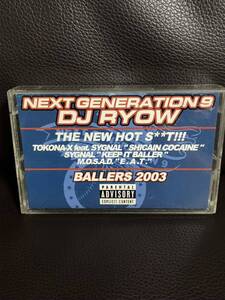 NEXT GENERATION 9
DJ RYOW
THE NEW HOT S**T!!!
TOKONA-X feat. SYGNAL "SHICAIN COCAINE"
SYGNAL "KEEP IT BALLER"
M.O.S.A.D. "E.A.T."
BALLERS 2003
PARENTAL
ADVISORY
EXPLICIT CONTENT